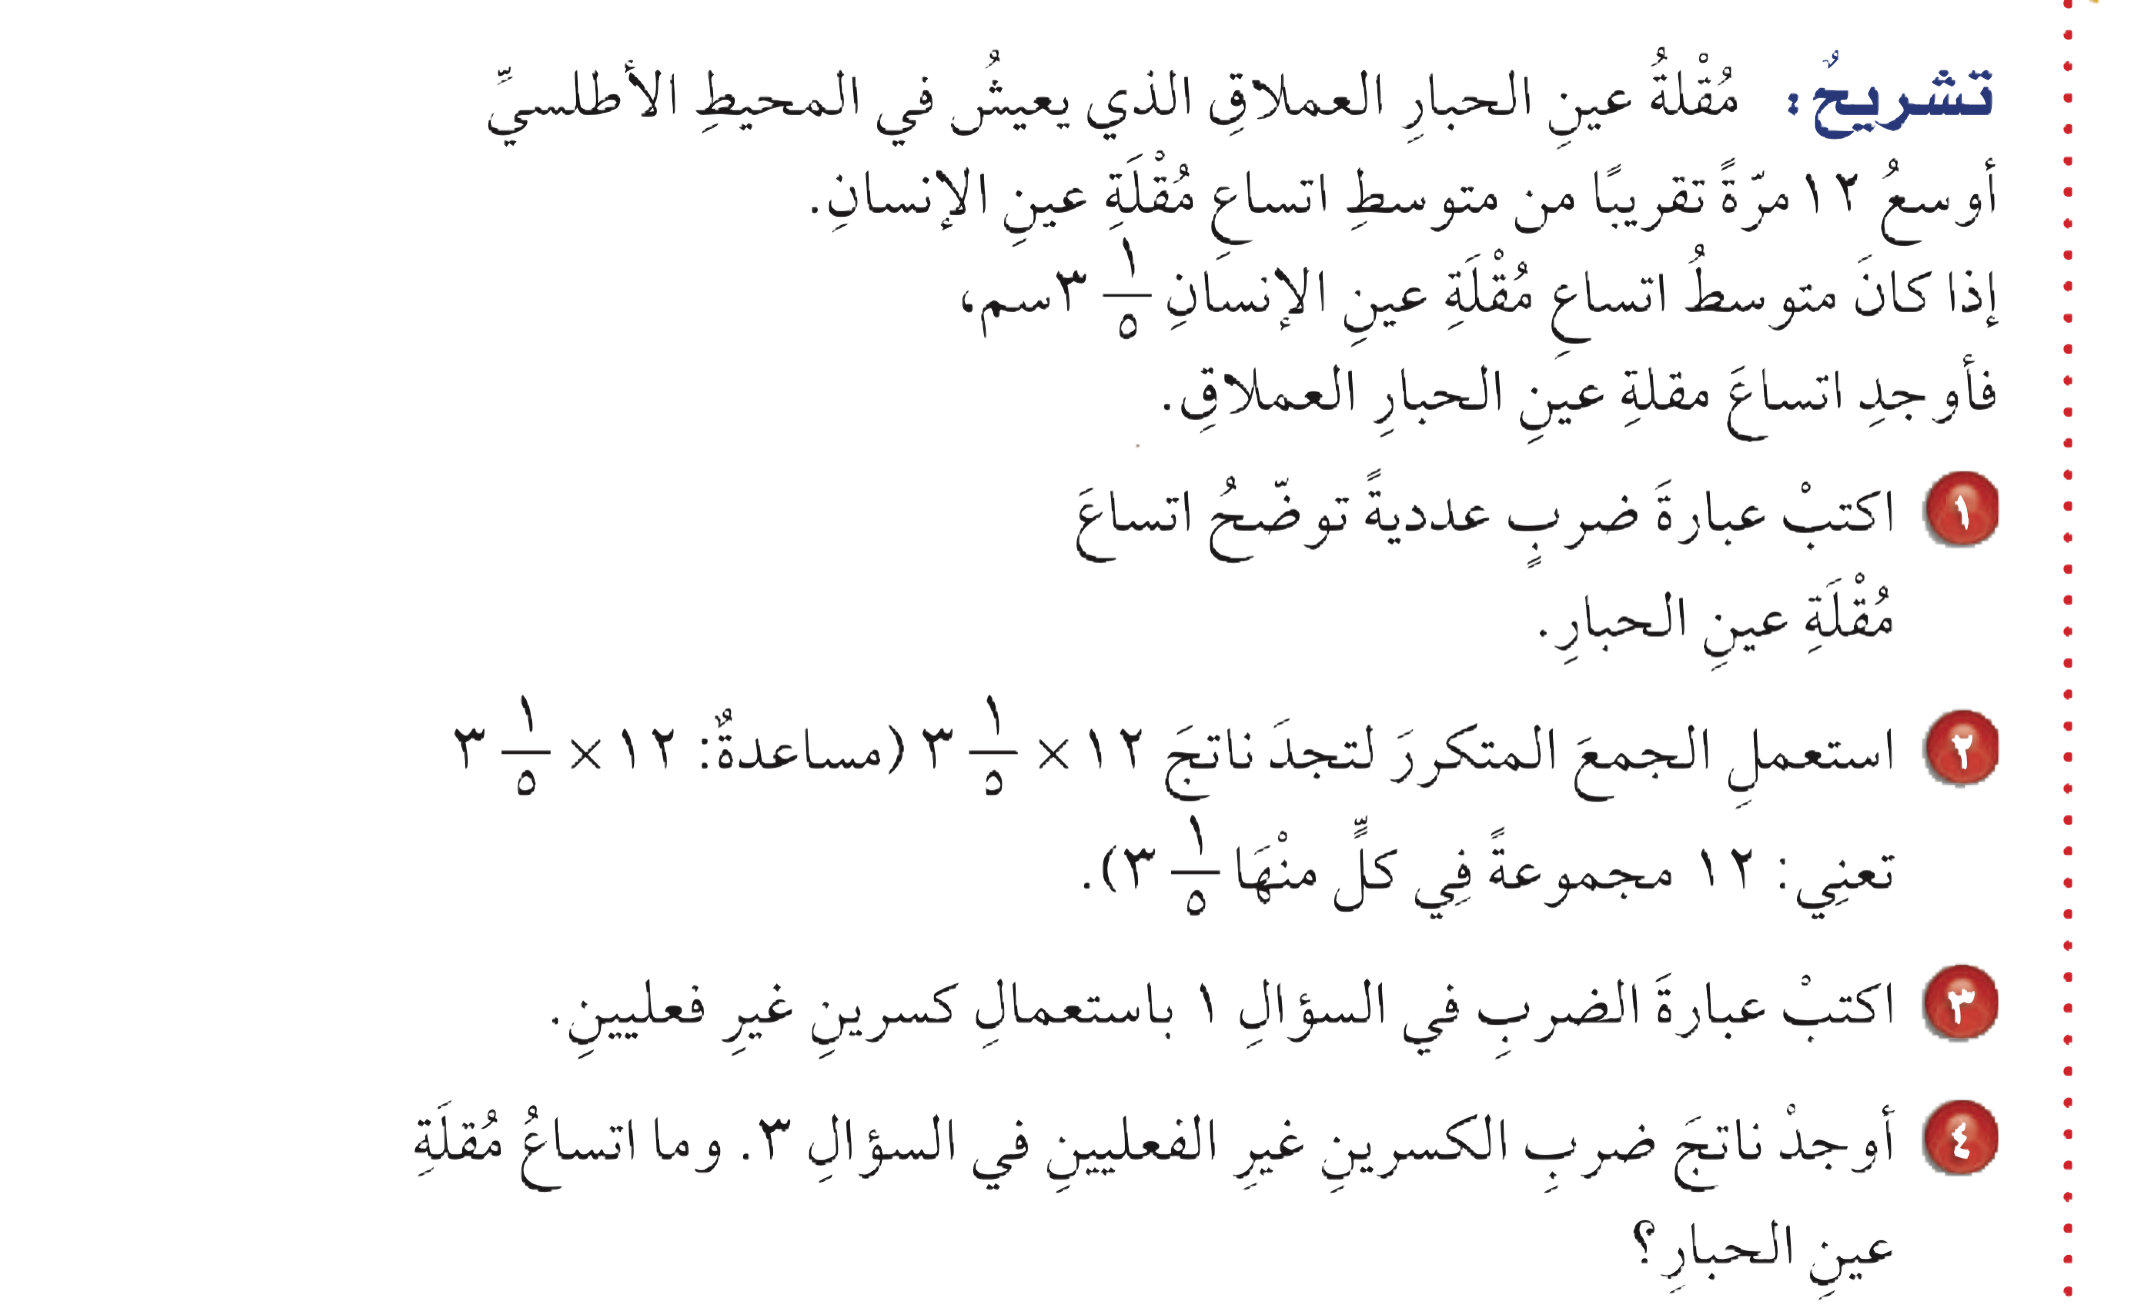 تشريحٌ: مُقْلةُ عينِ الحبارِ العملاقِ الذي يعيشُ في المحيطِ الأطلسيِّ
أوسعُ ١٢ مرّةً تقريبًا من متوسطِ اتساعِ مُقْلَةِ عينِ الإنسانِ.
إذا كانَ متوسطُ اتساعِ مُقْلَةِ عينِ الإنسانِ ٣ ١/٥ سم،
فأوجدِ اتساعَ مقلةِ عينِ الحبارِ العملاقِ.
١ اكتبْ عبارةَ ضربٍ عدديةً توضّحُ اتساعَ
مُقْلَةِ عينِ الحبارِ.
٢ استعملِ الجمعَ المتكررَ لتجدَ ناتجَ ١٢ × ٣ ١/٥ (مساعدةٌ: ١٢ × ٣ ١/٥
تعنِي: ١٢ مجموعةً فِي كلٍّ منْهَا ٣ ١/٥).
٣ اكتبْ عبارةَ الضربِ في السؤالِ ١ باستعمالِ كسرينِ غيرِ فعليينِ.
٤ أوجدْ ناتجَ ضربِ الكسرينِ غيرِ الفعليينِ في السؤالِ ٣. وما اتساعُ مُقلَةِ
عينِ الحبارِ؟